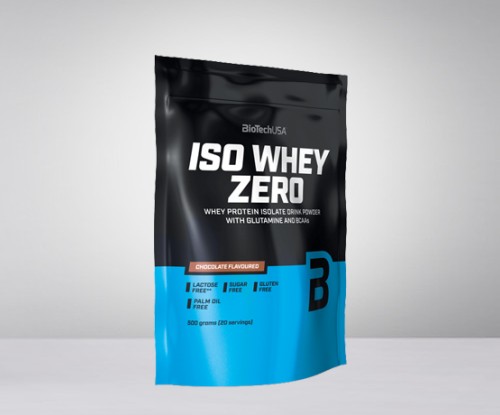 BioTechUSA
ISO WHEY
ZERO
WHEY PROTEIN ISOLATE DRINK POWDER
WITH GLUTAMINE AND BCAAs
CHOCOLATE FLAVOURED
LACTOSE FREE**
SUGAR FREE
GLUTEN FREE
PALM OIL FREE
B
500 grams (20 servings)